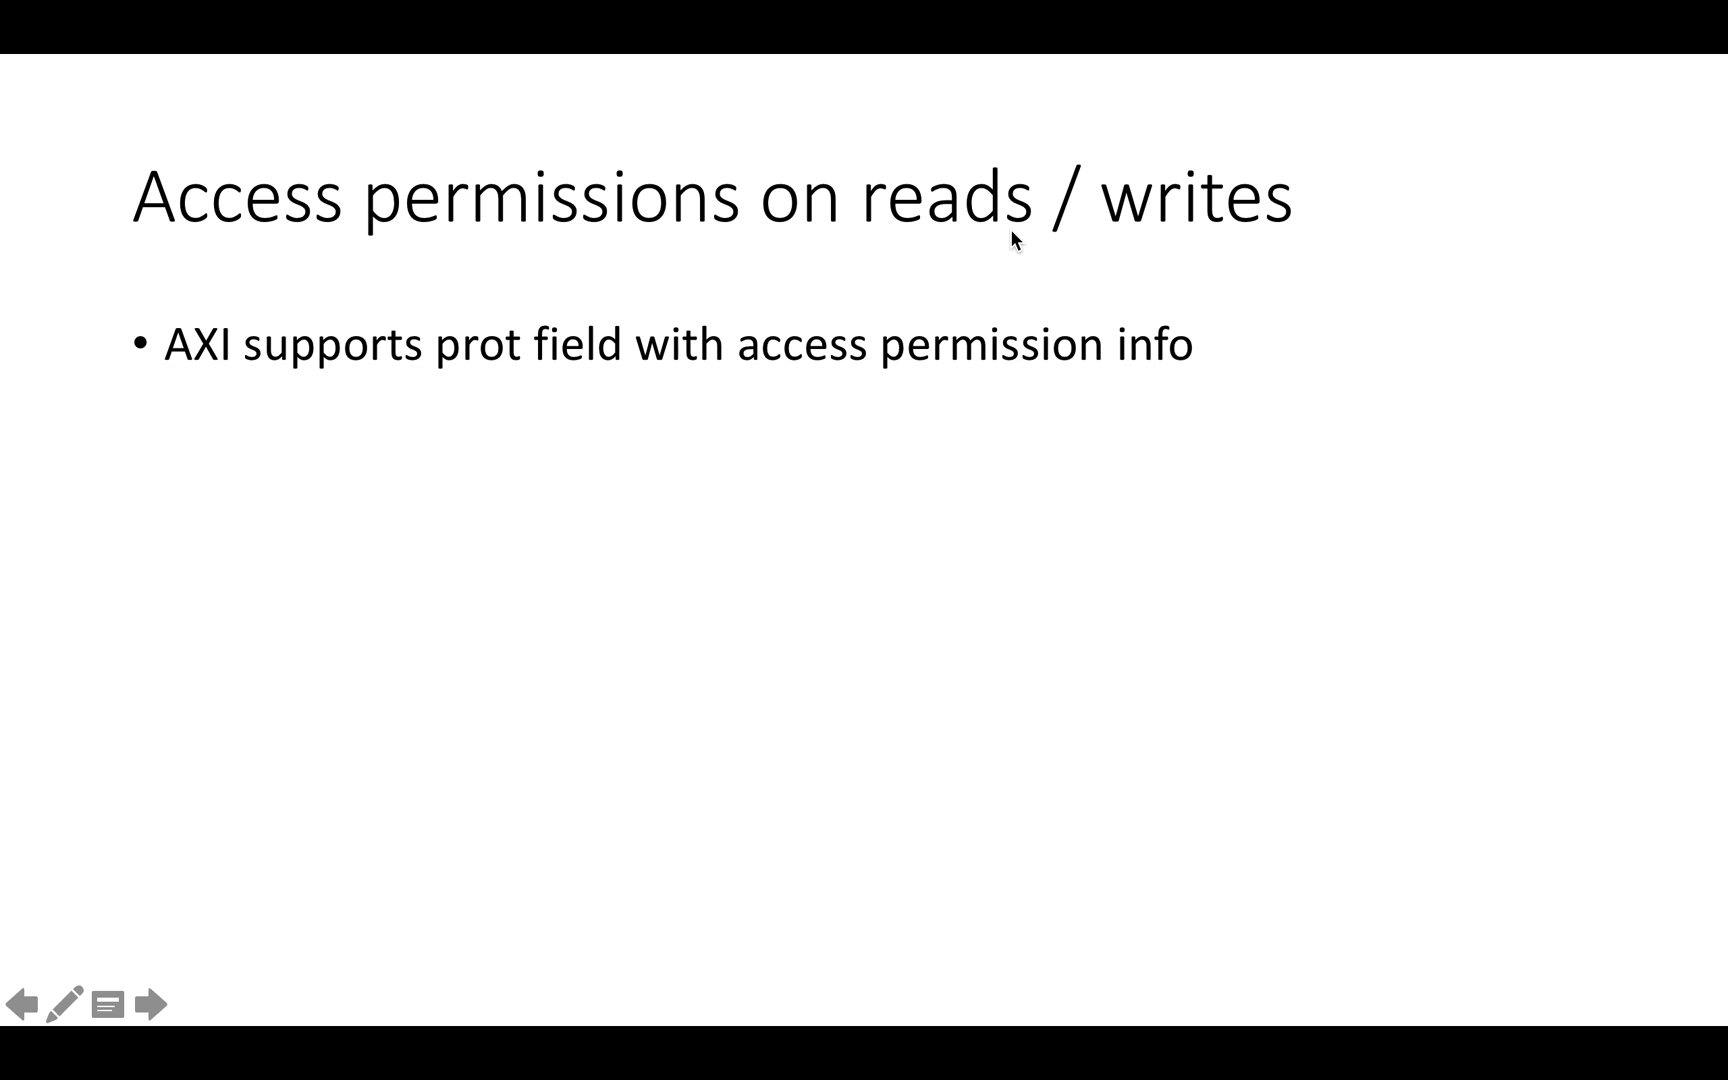 Access permissions on reads / writes
• AXI supports prot field with access permission info